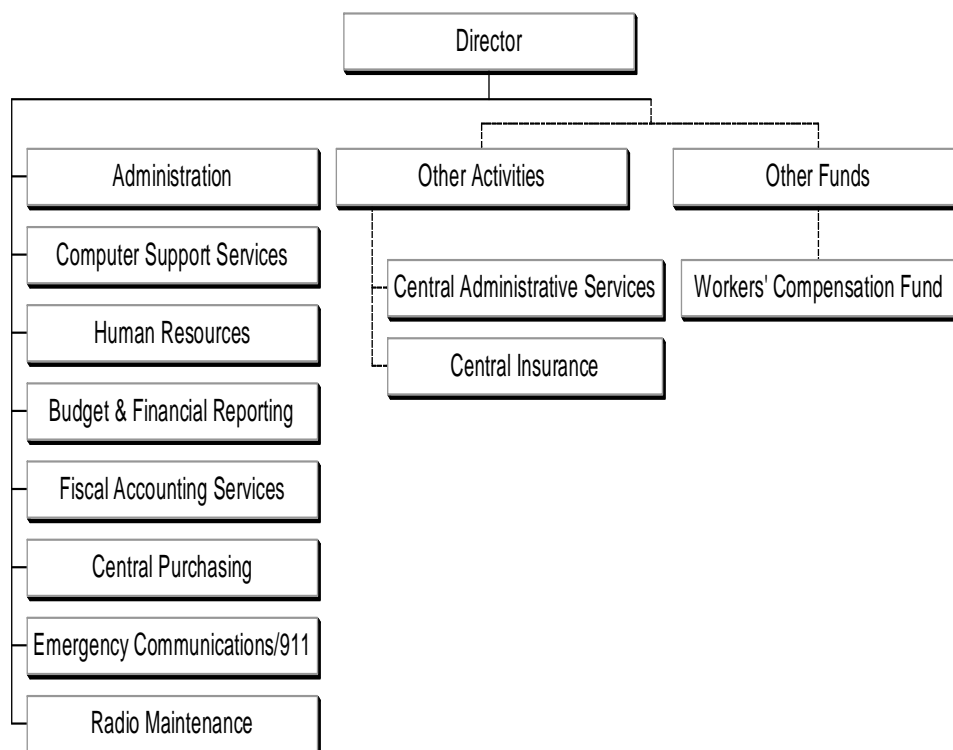 Director
Administration
Other Activities
Other Funds
Computer Support Services
Central Administrative Services
Workers' Compensation Fund
Human Resources
Central Insurance
Budget & Financial Reporting
Fiscal Accounting Services
Central Purchasing
Emergency Communications/911
Radio Maintenance